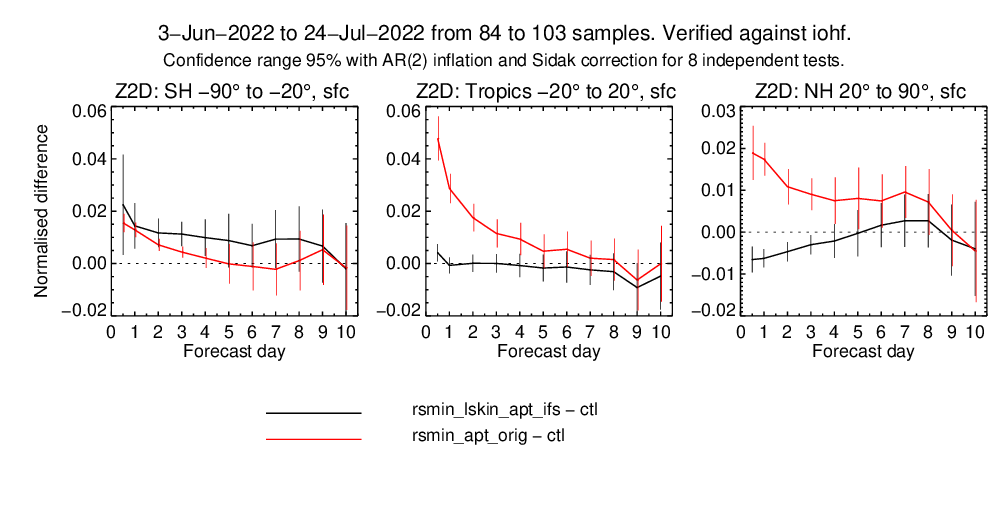 3−Jun−2022 to 24−Jul−2022 from 84 to 103 samples. Verified against iohf.
Confidence range 95% with AR(2) inflation and Sidak correction for 8 independent tests.
Z2D: SH −90° to −20°, sfc
Normalised difference
0.06
0.04
0.02
0.00
−0.02
0 1 2 3 4 5 6 7 8 9 10
Forecast day
Z2D: Tropics −20° to 20°, sfc
0.06
0.04
0.02
0.00
−0.02
0 1 2 3 4 5 6 7 8 9 10
Forecast day
Z2D: NH 20° to 90°, sfc
0.03
0.02
0.01
0.00
−0.01
−0.02
0 1 2 3 4 5 6 7 8 9 10
Forecast day
rsmin_lskin_apt_ifs − ctl
rsmin_apt_orig − ctl